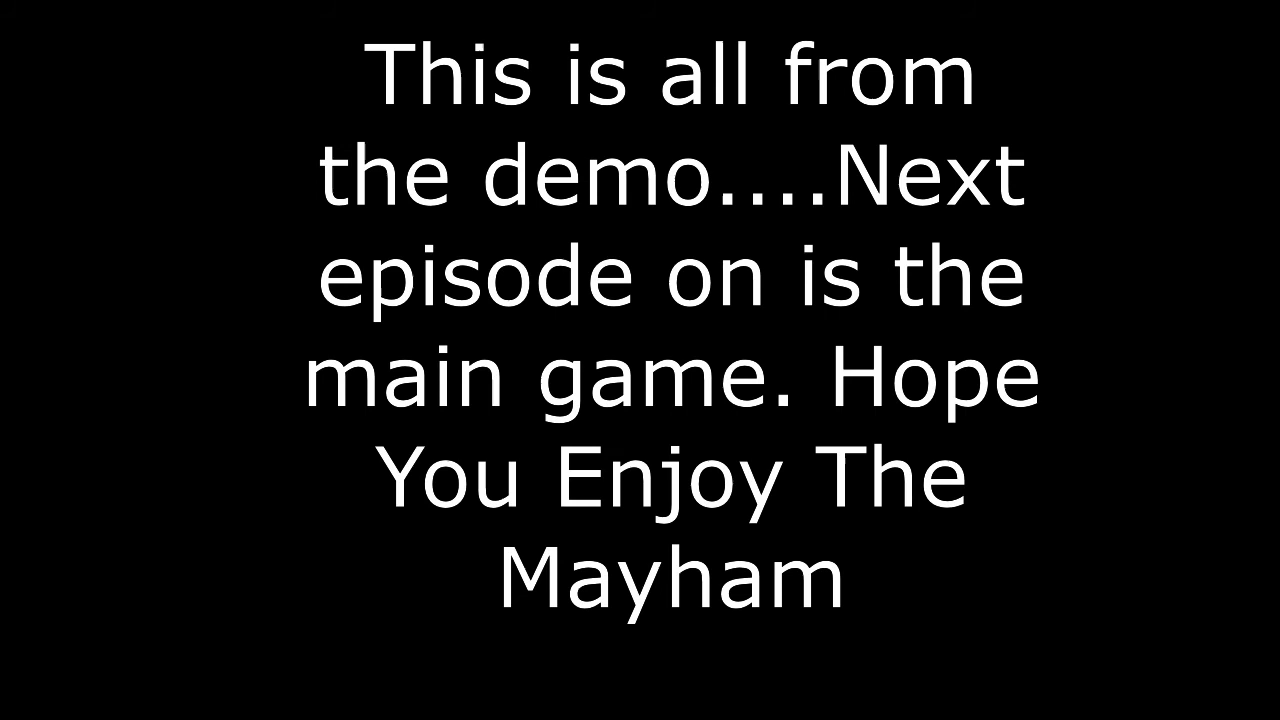 This is all from
the demo....Next
episode on is the
main game. Hope
You Enjoy The
Mayham